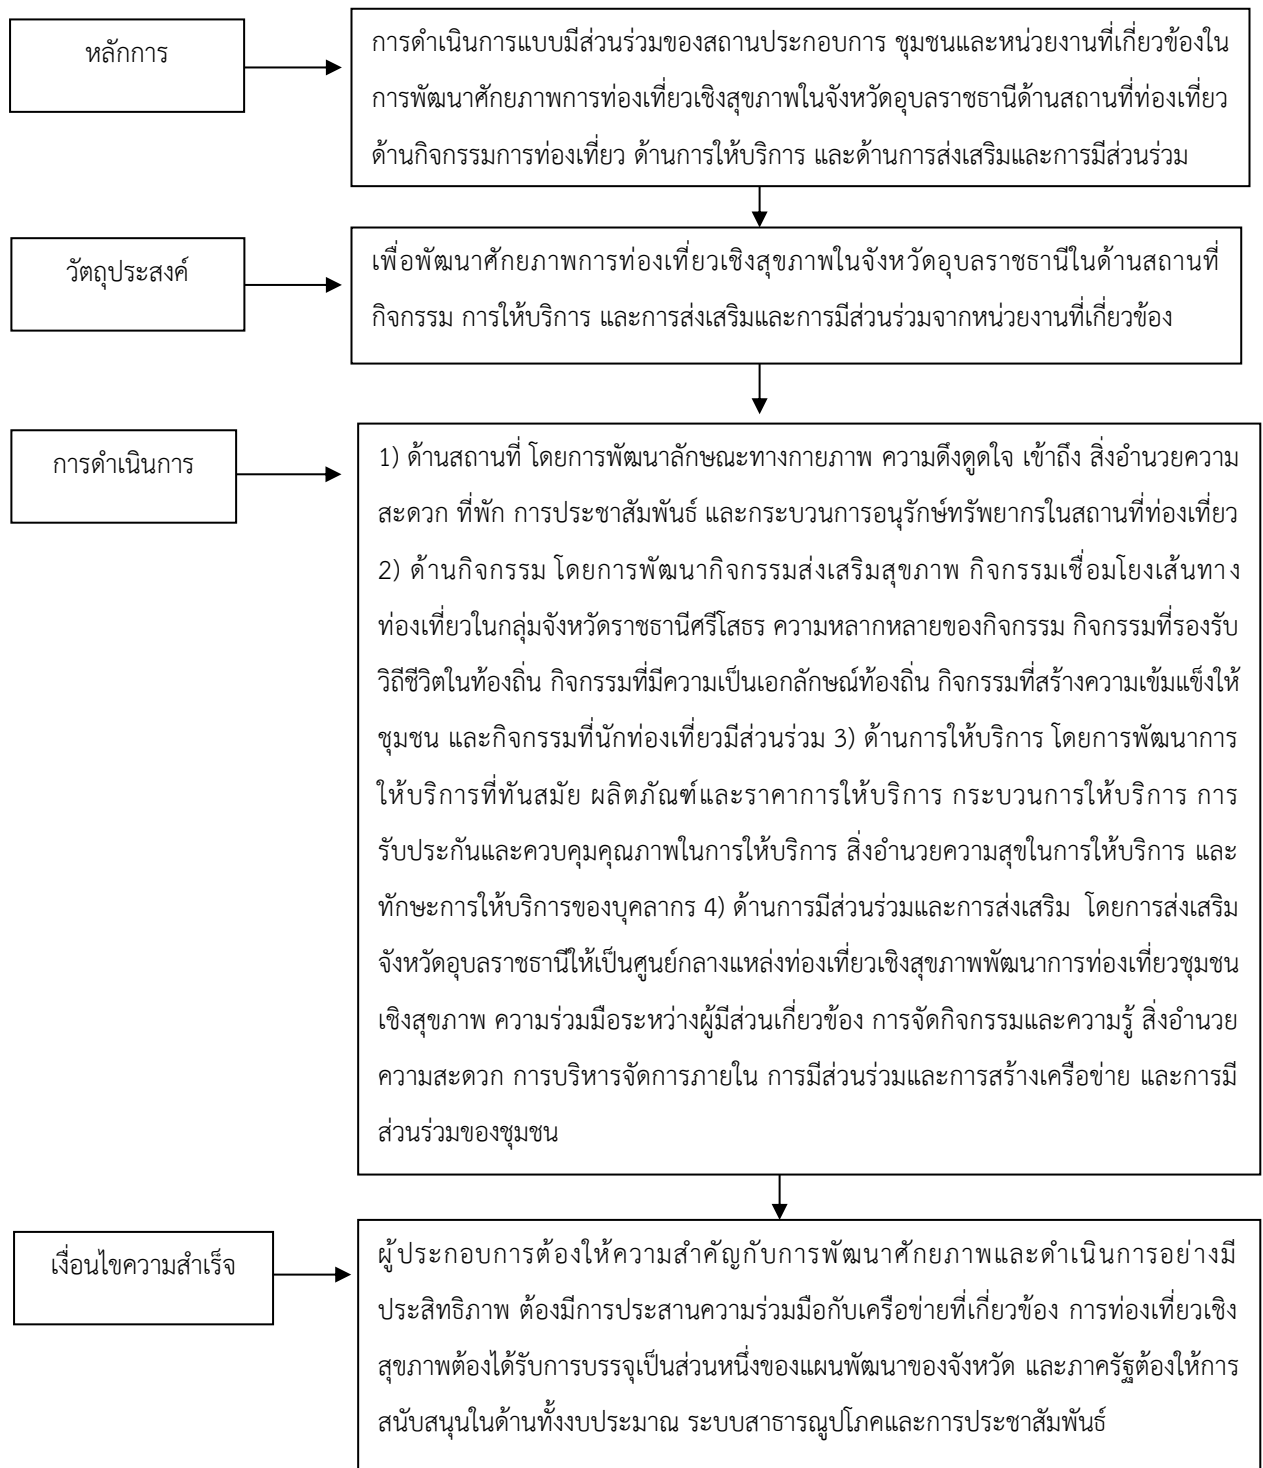 หลักการ
การดำเนินการแบบมีส่วนร่วมของสถานประกอบการ ชุมชนและหน่วยงานที่เกี่ยวข้องใน
การพัฒนาศักยภาพการท่องเที่ยวเชิงสุขภาพในจังหวัดอุบลราชธานีด้านสถานที่ท่องเที่ยว
ด้านกิจกรรมการท่องเที่ยว ด้านการให้บริการ และด้านการส่งเสริมและการมีส่วนร่วม
วัตถุประสงค์
เพื่อพัฒนาศักยภาพการท่องเที่ยวเชิงสุขภาพในจังหวัดอุบลราชธานีในด้านสถานที่
กิจกรรม การให้บริการ และการส่งเสริมและการมีส่วนร่วมจากหน่วยงานที่เกี่ยวข้อง
การดำเนินการ
1) ด้านสถานที่ โดยการพัฒนาลักษณะทางกายภาพ ความดึงดูดใจ เข้าถึง สิ่งอำนวยความ
สะดวก ที่พัก การประชาสัมพันธ์ และกระบวนการอนุรักษ์ทรัพยากรในสถานที่ท่องเที่ยว
2) ด้านกิจกรรม โดยการพัฒนากิจกรรมส่งเสริมสุขภาพ กิจกรรมเชื่อมโยงเส้นทาง
ท่องเที่ยวในกลุ่มจังหวัดราชธานีศรีโสธร ความหลากหลายของกิจกรรม กิจกรรมที่รองรับ
วิถีชีวิตในท้องถิ่น กิจกรรมที่มีความเป็นเอกลักษณ์ท้องถิ่น กิจกรรมที่สร้างความเข้มแข็งให้
ชุมชน และกิจกรรมที่นักท่องเที่ยวมีส่วนร่วม 3) ด้านการให้บริการ โดยการพัฒนาการ
ให้บริการที่ทันสมัย ผลิตภัณฑ์และราคาการให้บริการ กระบวนการให้บริการ การ
รับประกันและควบคุมคุณภาพในการให้บริการ สิ่งอำนวยความสุขในการให้บริการ และ
ทักษะการให้บริการของบุคลากร 4) ด้านการมีส่วนร่วมและการส่งเสริม โดยการส่งเสริม
จังหวัดอุบลราชธานีให้เป็นศูนย์กลางแหล่งท่องเที่ยวเชิงสุขภาพพัฒนาการท่องเที่ยวชุมชน
เชิงสุขภาพ ความร่วมมือระหว่างผู้มีส่วนเกี่ยวข้อง การจัดกิจกรรมและความรู้ สิ่งอำนวย
ความสะดวก การบริหารจัดการภายใน การมีส่วนร่วมและการสร้างเครือข่าย และการมี
ส่วนร่วมของชุมชน
เงื่อนไขความสำเร็จ
ผู้ประกอบการต้องให้ความสำคัญกับการพัฒนาศักยภาพและดำเนินการอย่างมี
ประสิทธิภาพ ต้องมีการประสานความร่วมมือกับเครือข่ายที่เกี่ยวข้อง การท่องเที่ยวเชิง
สุขภาพต้องได้รับการบรรจุเป็นส่วนหนึ่งของแผนพัฒนาของจังหวัด และภาครัฐต้องให้การ
สนับสนุนในด้านทั้งงบประมาณ ระบบสาธารณูปโภคและการประชาสัมพันธ์